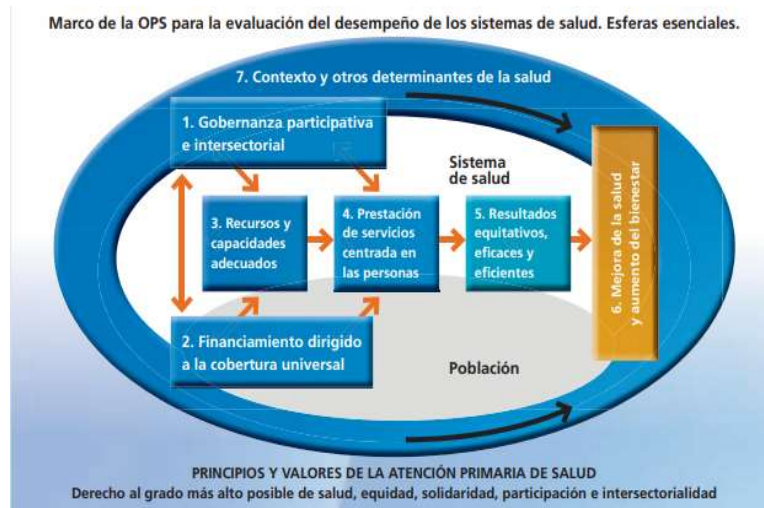 Marco de la OPS para la evaluación del desempeño de los sistemas de salud. Esferas esenciales.
7. Contexto y otros determinantes de la salud
1. Gobernanza participativa
e intersectorial
Sistema
de salud
3. Recursos y
capacidades
adecuados
4. Prestación
de servicios
centrada en
las personas
5. Resultados
equitativos,
eficaces y
eficientes
6. Mejora de la salud
y aumento del bienestar
2. Financiamiento dirigido
a la cobertura universal
Población
PRINCIPIOS Y VALORES DE LA ATENCIÓN PRIMARIA DE SALUD
Derecho al grado más alto posible de salud, equidad, solidaridad, participación e intersectorialidad